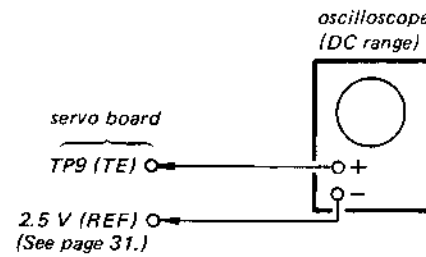 oscilloscope
(DC range)
servo board
TP9 (TE)
+
2.5 V (REF)
−
(See page 31.)